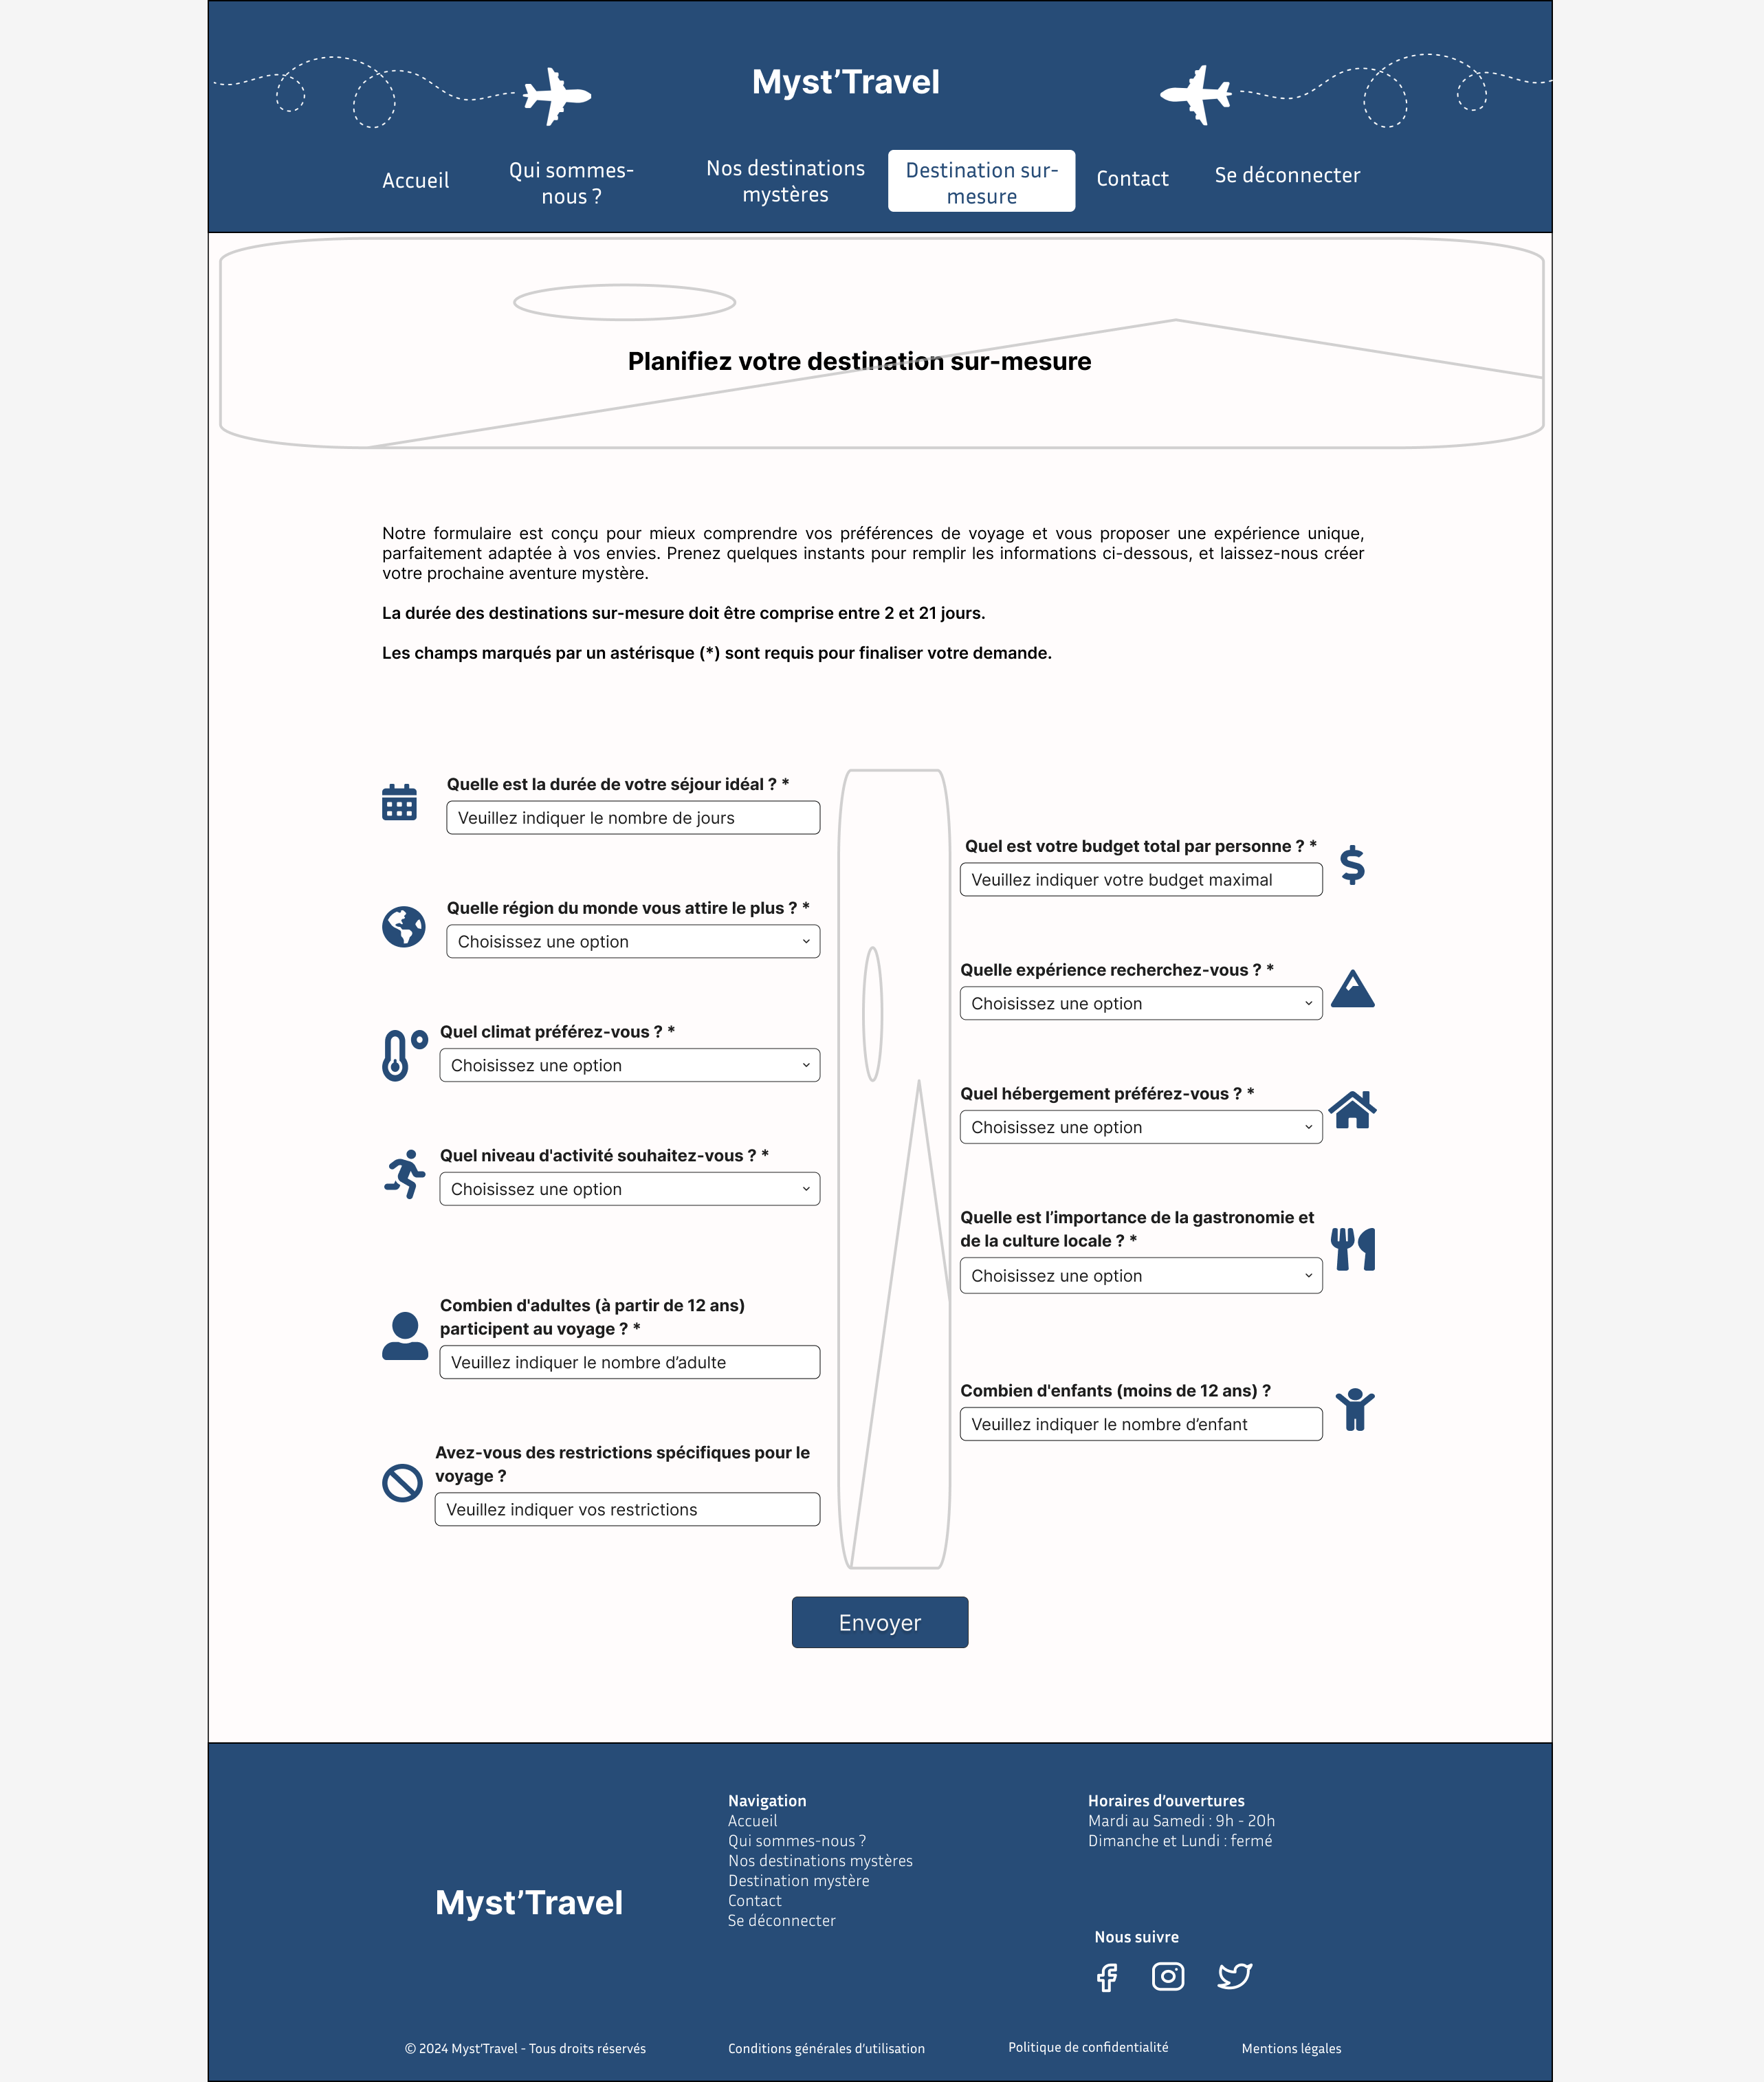 Myst’Travel
Accueil
Qui sommes-
nous ?
Nos destinations
mystères
Destination sur-
mesure
Contact
Se déconnecter
Planifiez votre destination sur-mesure
Notre formulaire est conçu pour mieux comprendre vos préférences de voyage et vous proposer une expérience unique,
parfaitement adaptée à vos envies. Prenez quelques instants pour remplir les informations ci-dessous, et laissez-nous créer
votre prochaine aventure mystère.
La durée des destinations sur-mesure doit être comprise entre 2 et 21 jours.
Les champs marqués par un astérisque (*) sont requis pour finaliser votre demande.
Quelle est la durée de votre séjour idéal ? *
Veuillez indiquer le nombre de jours
Quel est votre budget total par personne ? *
Veuillez indiquer votre budget maximal
Quelle région du monde vous attire le plus ? *
Choisissez une option
Quelle expérience recherchez-vous ? *
Choisissez une option
Quel climat préférez-vous ? *
Choisissez une option
Quel hébergement préférez-vous ? *
Choisissez une option
Quel niveau d'activité souhaitez-vous ? *
Choisissez une option
Quelle est l’importance de la gastronomie et
de la culture locale ? *
Choisissez une option
Combien d'adultes (à partir de 12 ans)
participent au voyage ? *
Veuillez indiquer le nombre d’adulte
Combien d'enfants (moins de 12 ans) ?
Veuillez indiquer le nombre d’enfant
Avez-vous des restrictions spécifiques pour le
voyage ?
Veuillez indiquer vos restrictions
Envoyer
Myst’Travel
Navigation
Accueil
Qui sommes-nous ?
Nos destinations mystères
Destination mystère
Contact
Se déconnecter
Horaires d’ouvertures
Mardi au Samedi : 9h - 20h
Dimanche et Lundi : fermé
Nous suivre
© 2024 Myst’Travel - Tous droits réservés
Conditions générales d’utilisation
Politique de confidentialité
Mentions légales